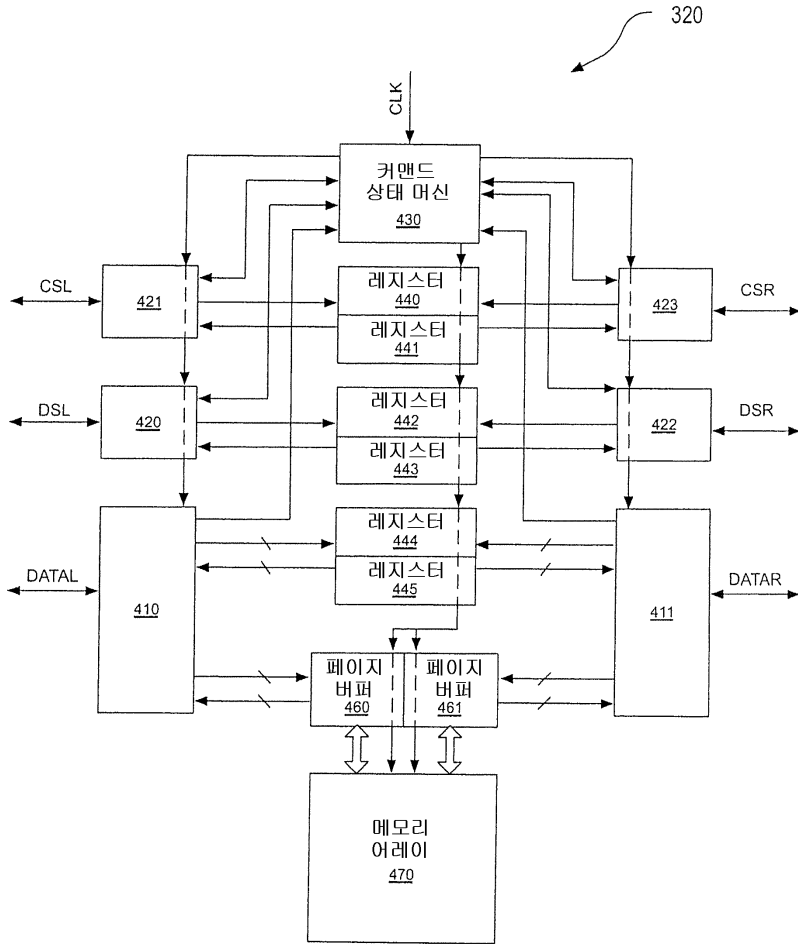 320
CLK
커맨드
상태 머신
430
CSL
421
레지스터
440
레지스터
441
423
CSR
DSL
420
레지스터
442
레지스터
443
422
DSR
레지스터
444
레지스터
445
DATAL
410
411
DATAR
페이지
버퍼
460
페이지
버퍼
461
메모리
어레이
470